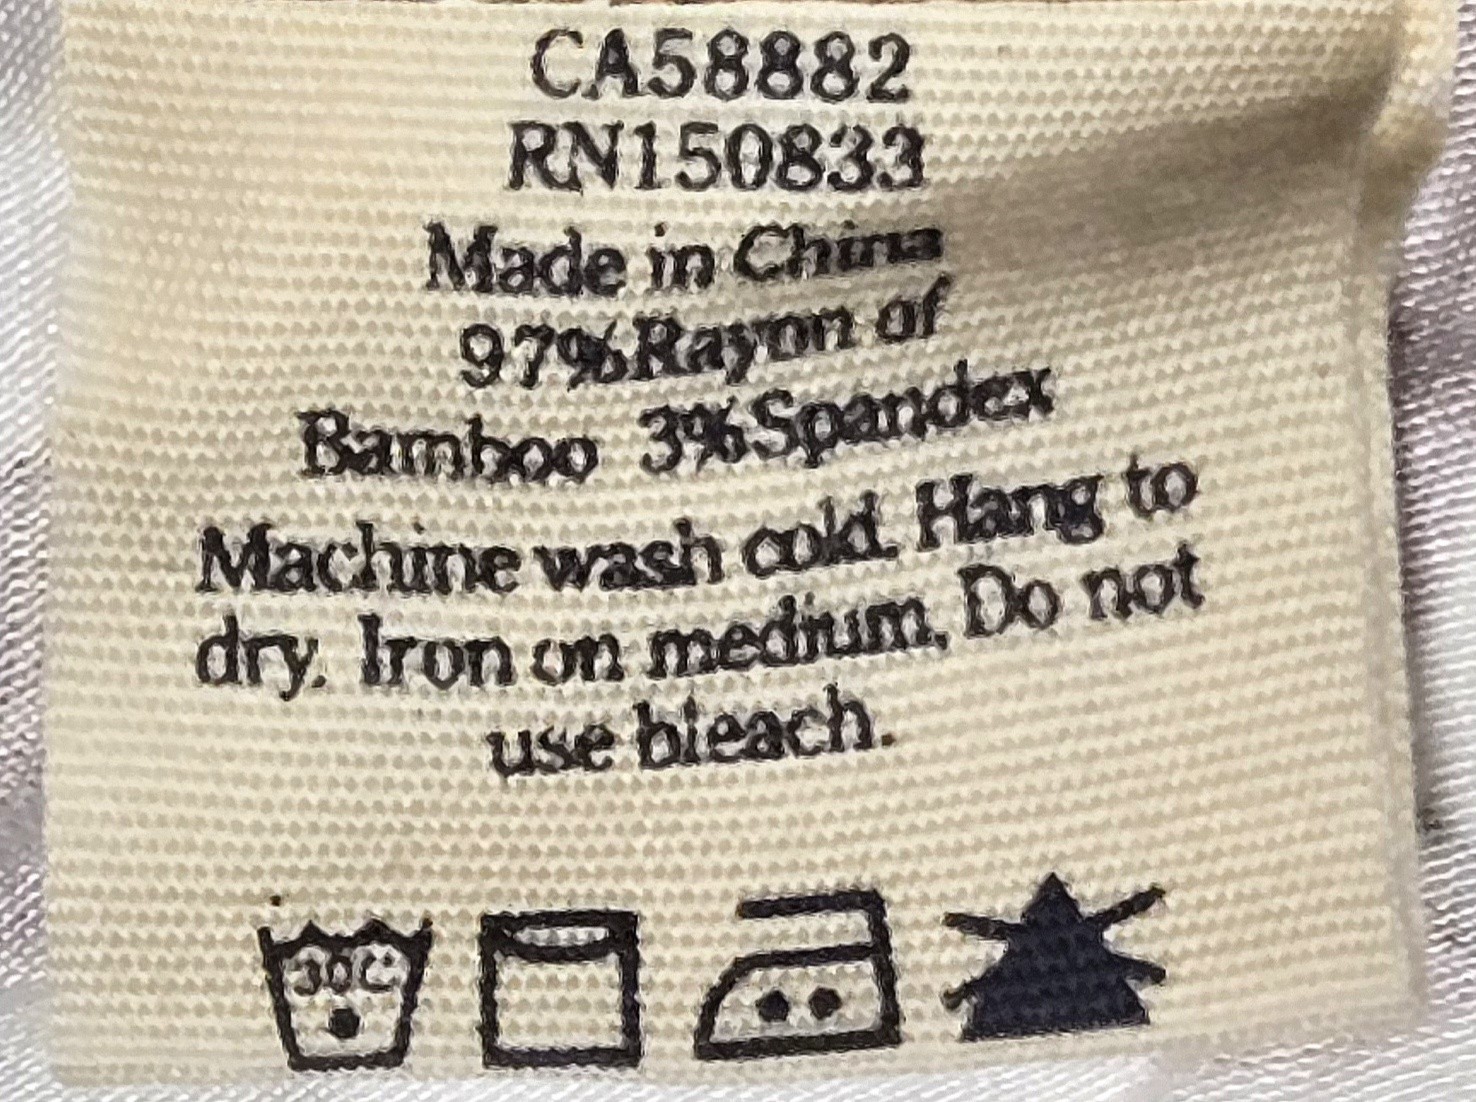 CA58882
RN150833
Made in China
97%Rayon of
Bamboo 3%Spandex
Machine wash cold. Hang to
dry. Iron on medium, Do not
use bleach.
30C